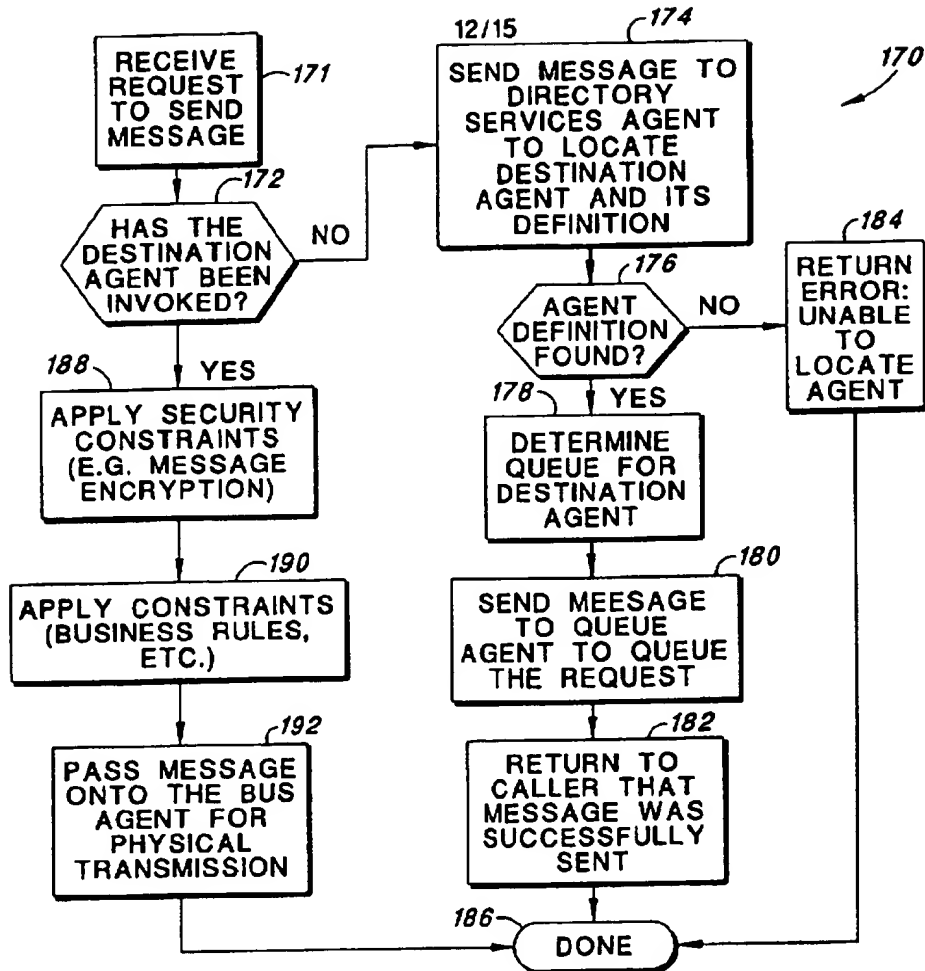 RECEIVE
REQUEST
TO SEND
MESSAGE
171
172
HAS THE
DESTINATION
AGENT BEEN
INVOKED?
NO
YES
188
APPLY SECURITY
CONSTRAINTS
(E.G. MESSAGE
ENCRYPTION)
190
APPLY CONSTRAINTS
(BUSINESS RULES,
ETC.)
192
PASS MESSAGE
ONTO THE BUS
AGENT FOR
PHYSICAL
TRANSMISSION
12/15
174
SEND MESSAGE TO
DIRECTORY
SERVICES AGENT
TO LOCATE
DESTINATION
AGENT AND ITS
DEFINITION
170
176
AGENT
DEFINITION
FOUND?
NO
YES
184
RETURN
ERROR:
UNABLE
TO
LOCATE
AGENT
178
DETERMINE
QUEUE FOR
DESTINATION
AGENT
180
SEND MEESAGE
TO QUEUE
AGENT TO QUEUE
THE REQUEST
182
RETURN TO
CALLER THAT
MESSAGE WAS
SUCCESSFULLY
SENT
186
DONE